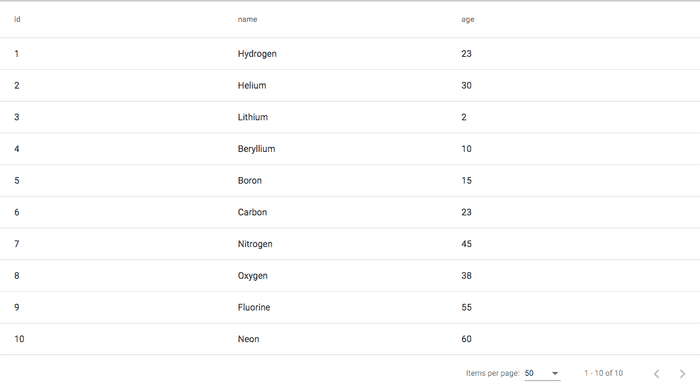 id name age
1 Hydrogen 23
2 Helium 30
3 Lithium 2
4 Beryllium 10
5 Boron 15
6 Carbon 23
7 Nitrogen 45
8 Oxygen 38
9 Fluorine 55
10 Neon 60
Items per page: 50 1 - 10 of 10